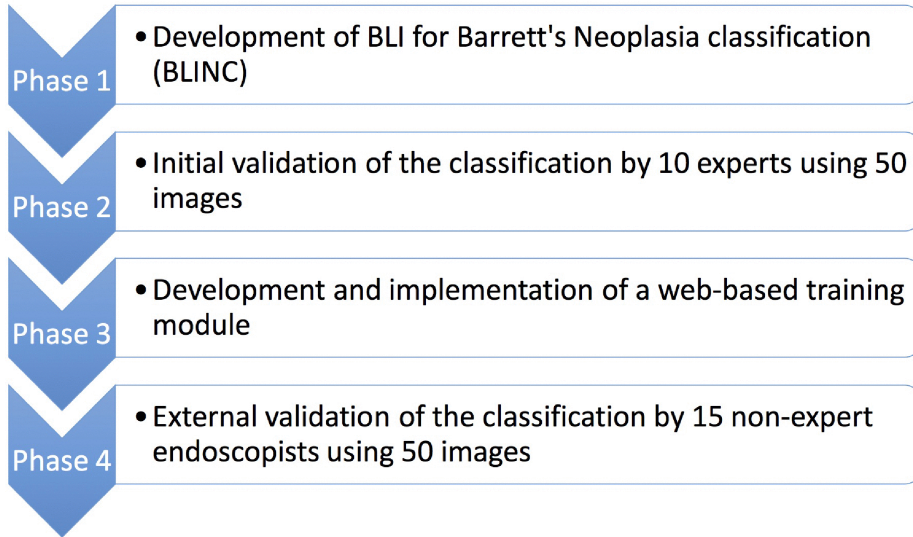 Phase 1
• Development of BLI for Barrett's Neoplasia classification
(BLINC)
Phase 2
• Initial validation of the classification by 10 experts using 50
images
Phase 3
• Development and implementation of a web-based training
module
Phase 4
• External validation of the classification by 15 non-expert
endoscopists using 50 images